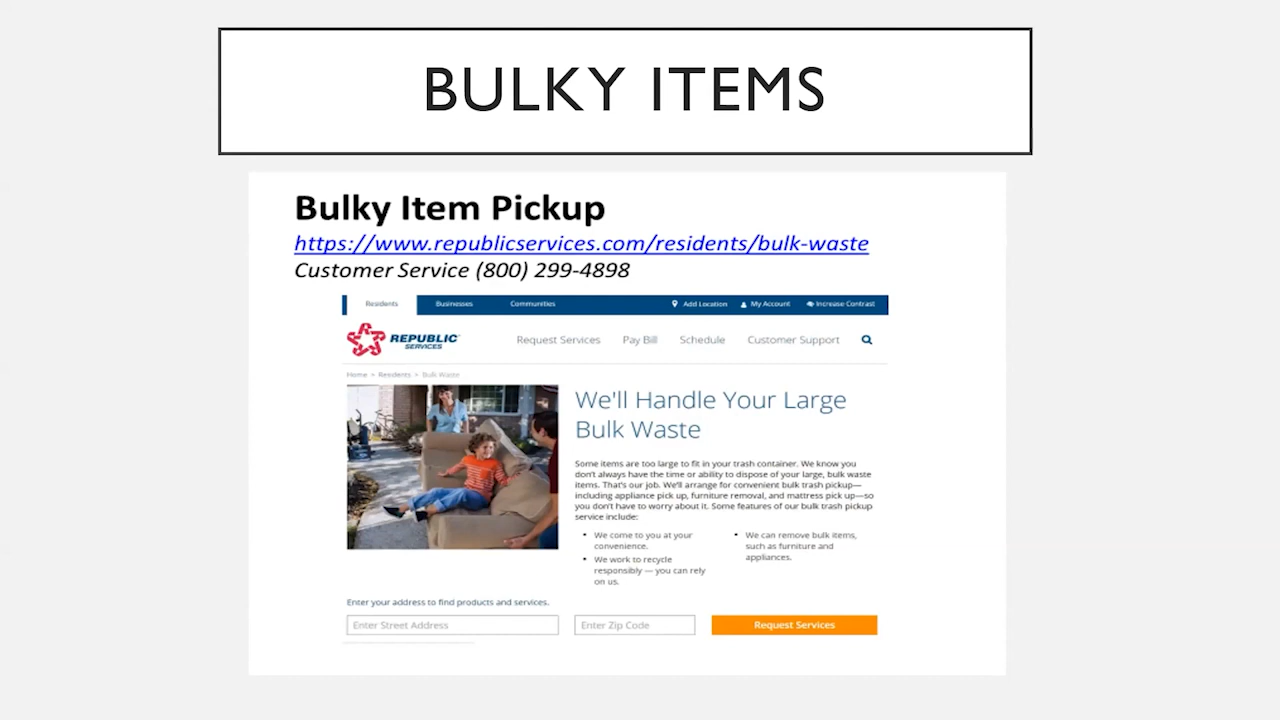 BULKY ITEMS
Bulky Item Pickup
https://www.republicservices.com/residents/bulk-waste
Customer Service (800) 299-4898
Residents Businesses Communities Add Location My Account Increase Contrast
REPUBLIC
SERVICES
Request Services Pay Bill Schedule Customer Support
Home > Residents > Bulk Waste
We'll Handle Your Large
Bulk Waste
Some items are too large to fit in your trash container. We know you
don't always have the time or ability to dispose of your large, bulk waste
items. That's our job. We'll arrange for convenient bulk trash pickup—
including appliance pick up, furniture removal, and mattress pick up—so
you don't have to worry about it. Some features of our bulk trash pickup
service include:
• We come to you at your
convenience.
• We work to recycle
responsibly — you can rely
on us.
• We can remove bulk items,
such as furniture and
appliances.
Enter your address to find products and services.
Enter Street Address Enter Zip Code Request Services